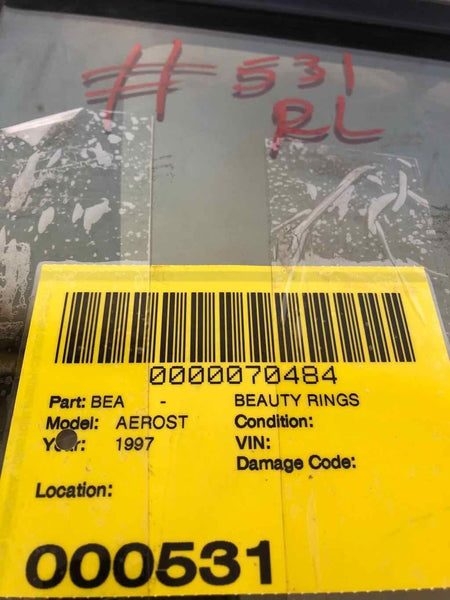 #531
RL
0000070484
Part: BEA - BEAUTY RINGS
Model: AEROST Condition:
Year: 1997 VIN:
Damage Code:
Location:
000531